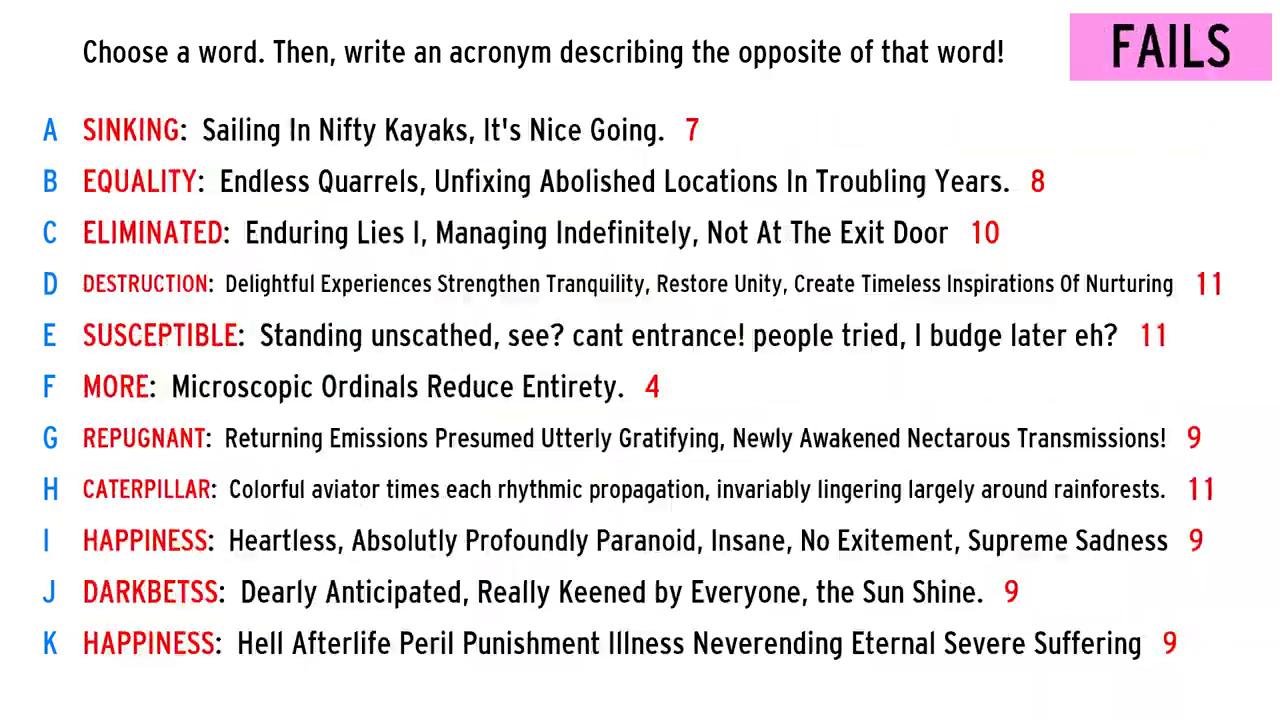 Choose a word. Then, write an acronym describing the opposite of that word!
FAILS
A SINKING: Sailing In Nifty Kayaks, It's Nice Going. 7
B EQUALITY: Endless Quarrels, Unfixing Abolished Locations In Troubling Years. 8
C ELIMINATED: Enduring Lies I, Managing Indefinitely, Not At The Exit Door 10
D DESTRUCTION: Delightful Experiences Strengthen Tranquility, Restore Unity, Create Timeless Inspirations Of Nurturing 11
E SUSCEPTIBLE: Standing unscathed, see? cant entrance! people tried, I budge later eh? 11
F MORE: Microscopic Ordinals Reduce Entirety. 4
G REPUGNANT: Returning Emissions Presumed Utterly Gratifying, Newly Awakened Nectarous Transmissions! 9
H CATERPILLAR: Colorful aviator times each rhythmic propagation, invariably lingering largely around rainforests. 11
I HAPPINESS: Heartless, Absolutly Profoundly Paranoid, Insane, No Exitement, Supreme Sadness 9
J DARKBETSS: Dearly Anticipated, Really Keened by Everyone, the Sun Shine. 9
K HAPPINESS: Hell Afterlife Peril Punishment Illness Neverending Eternal Severe Suffering 9